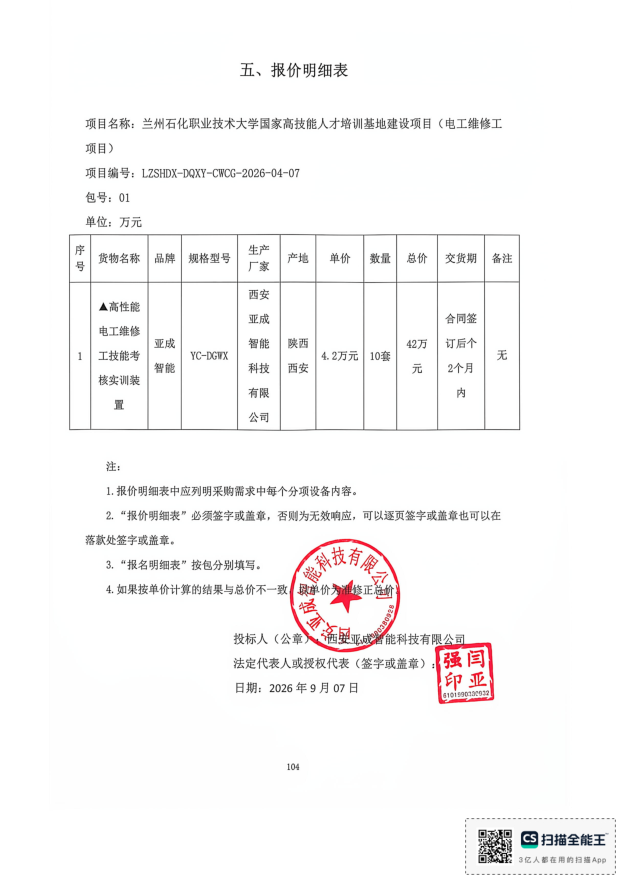 五、报价明细表
项目名称：兰州石化职业技术大学国家高技能人才培训基地建设项目（电工维修工
项目）
项目编号：LZSHDX-DQXY-CWCG-2026-04-07
包号：01
单位：万元
序号 货物名称 品牌 规格型号 生产厂家 产地 单价 数量 总价 交货期 备注
1 ▲高性能电工维修工技能考核实训装置 亚成智能 YC-DGWX 西安亚成智能科技有限公司 陕西西安 4.2万元 10套 42万元 合同签订后个2个月内 无
注：
1.报价明细表中应列明采购需求中每个分项设备内容。
2.“报价明细表”必须签字或盖章，否则为无效响应，可以逐页签字或盖章也可以在
落款处签字或盖章。
3.“报名明细表”按包分别填写。
4.如果按单价计算的结果与总价不一致，以单价为准修正总价。
西安亚成智能科技有限公司
投标人（公章）：西安亚成智能科技有限公司
法定代表人或授权代表（签字或盖章）：
强闫
印亚
6101990380932
日期：2026 年 9 月 07 日
104
CS 扫描全能王™
3亿人都在用的扫描App